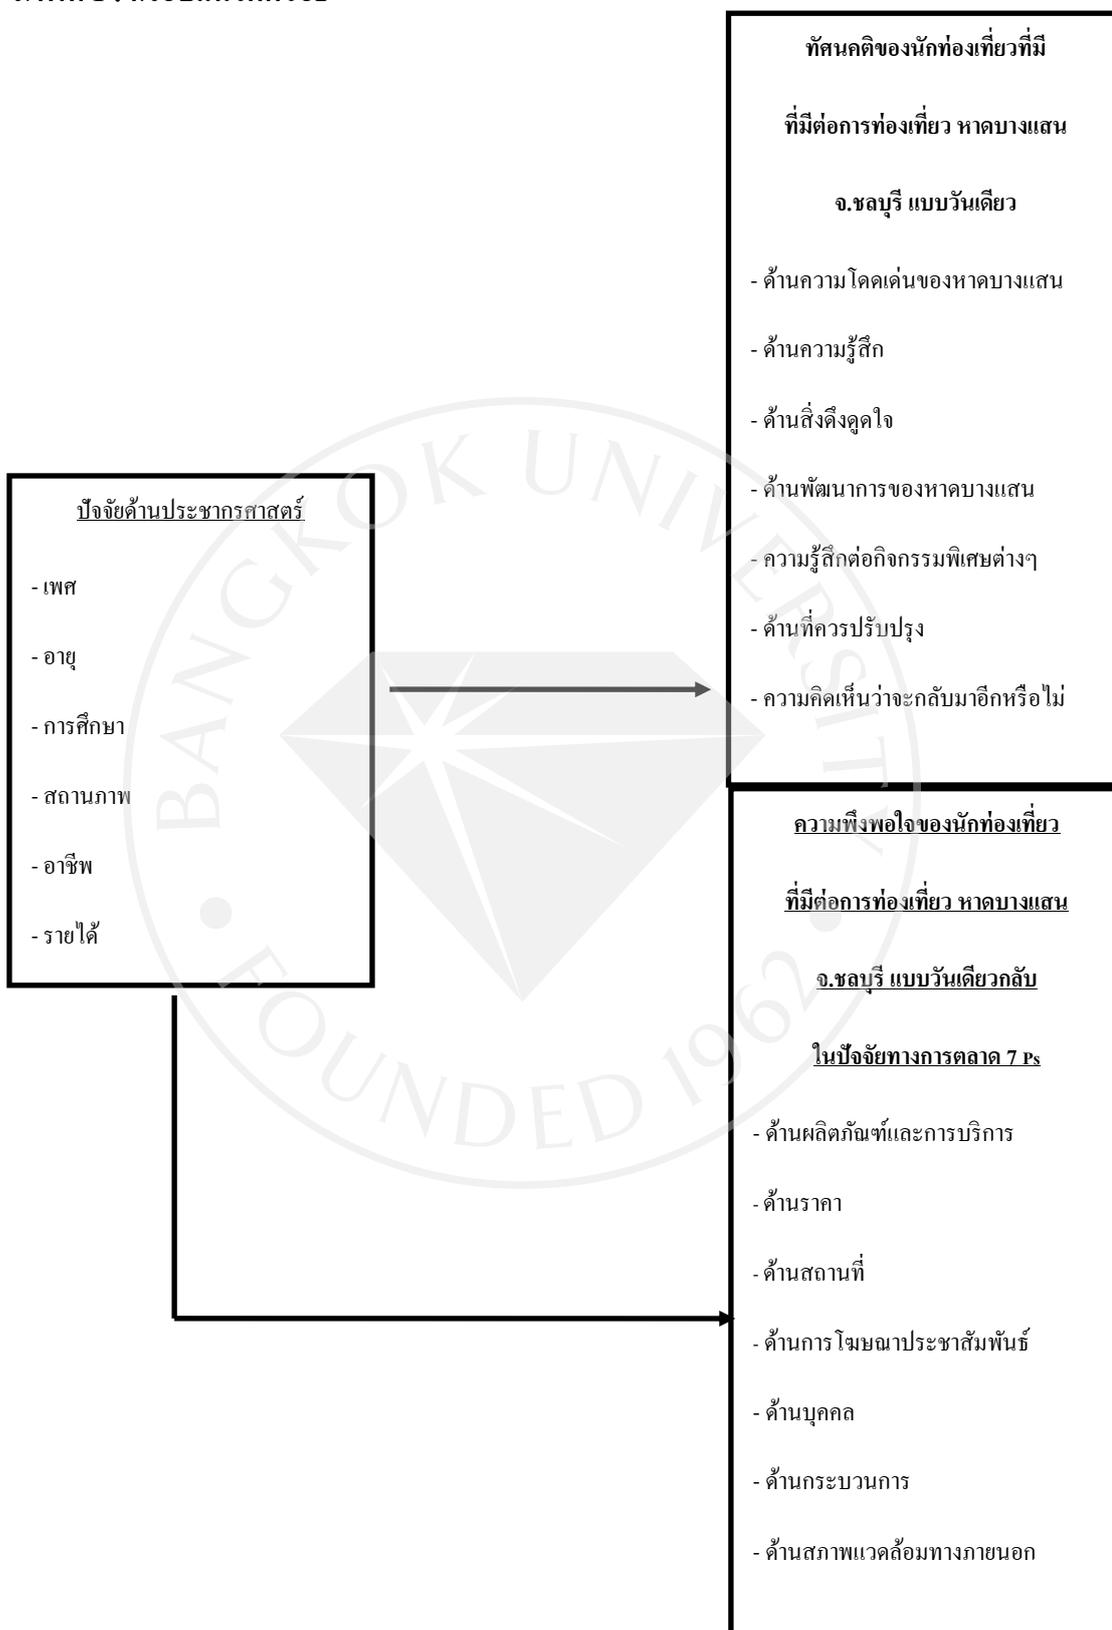 ปัจจัยด้านประชากรศาสตร์
- เพศ
- อายุ
- การศึกษา
- สถานภาพ
- อาชีพ
- รายได้
ทัศนคติของนักท่องเที่ยวที่มี
ที่มีต่อการท่องเที่ยว หาดบางแสน
จ.ชลบุรี แบบวันเดียว
- ด้านความโดดเด่นของหาดบางแสน
- ด้านความรู้สึก
- ด้านสิ่งดึงดูดใจ
- ด้านพัฒนาการของหาดบางแสน
- ความรู้สึกต่อกิจกรรมพิเศษต่างๆ
- ด้านที่ควรปรับปรุง
- ความคิดเห็นว่าจะกลับมาอีกหรือไม่
ความพึงพอใจของนักท่องเที่ยว
ที่มีต่อการท่องเที่ยว หาดบางแสน
จ.ชลบุรี แบบวันเดียวกลับ
ในปัจจัยทางการตลาด 7 Ps
- ด้านผลิตภัณฑ์และการบริการ
- ด้านราคา
- ด้านสถานที่
- ด้านการโฆษณาประชาสัมพันธ์
- ด้านบุคคล
- ด้านกระบวนการ
- ด้านสภาพแวดล้อมทางภายนอก
BANGKOK UNIVERSITY
FOUNDED 1962